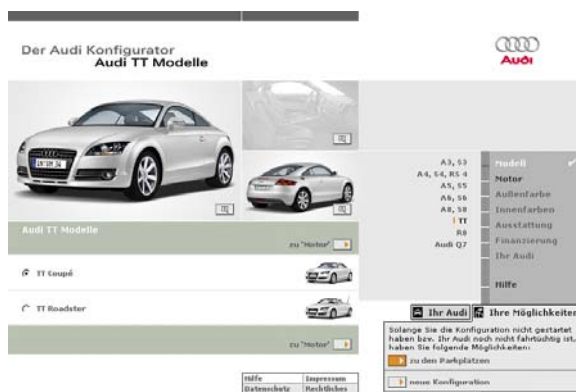 Der Audi Konfigurator
Audi TT Modelle
Audi
A3, S3
A4, S4, RS 4
A5, S5
A6, S6
A8, S8
TT
R8
Audi Q7
Modell
Motor
Außenfarbe
Innenfarben
Ausstattung
Finanzierung
Ihr Audi
Hilfe
Audi TT Modelle
zu "Motor"
TT Coupé
TT Roadster
zu "Motor"
Ihr Audi
Ihre Möglichkeiten
Solange Sie die Konfiguration nicht gestartet
haben bzw. Ihr Audi noch nicht fahrtüchtig ist,
haben Sie folgende Möglichkeiten:
zu den Parkplätzen
neue Konfiguration
Hilfe
Impressum
Datenschutz
Rechtliches